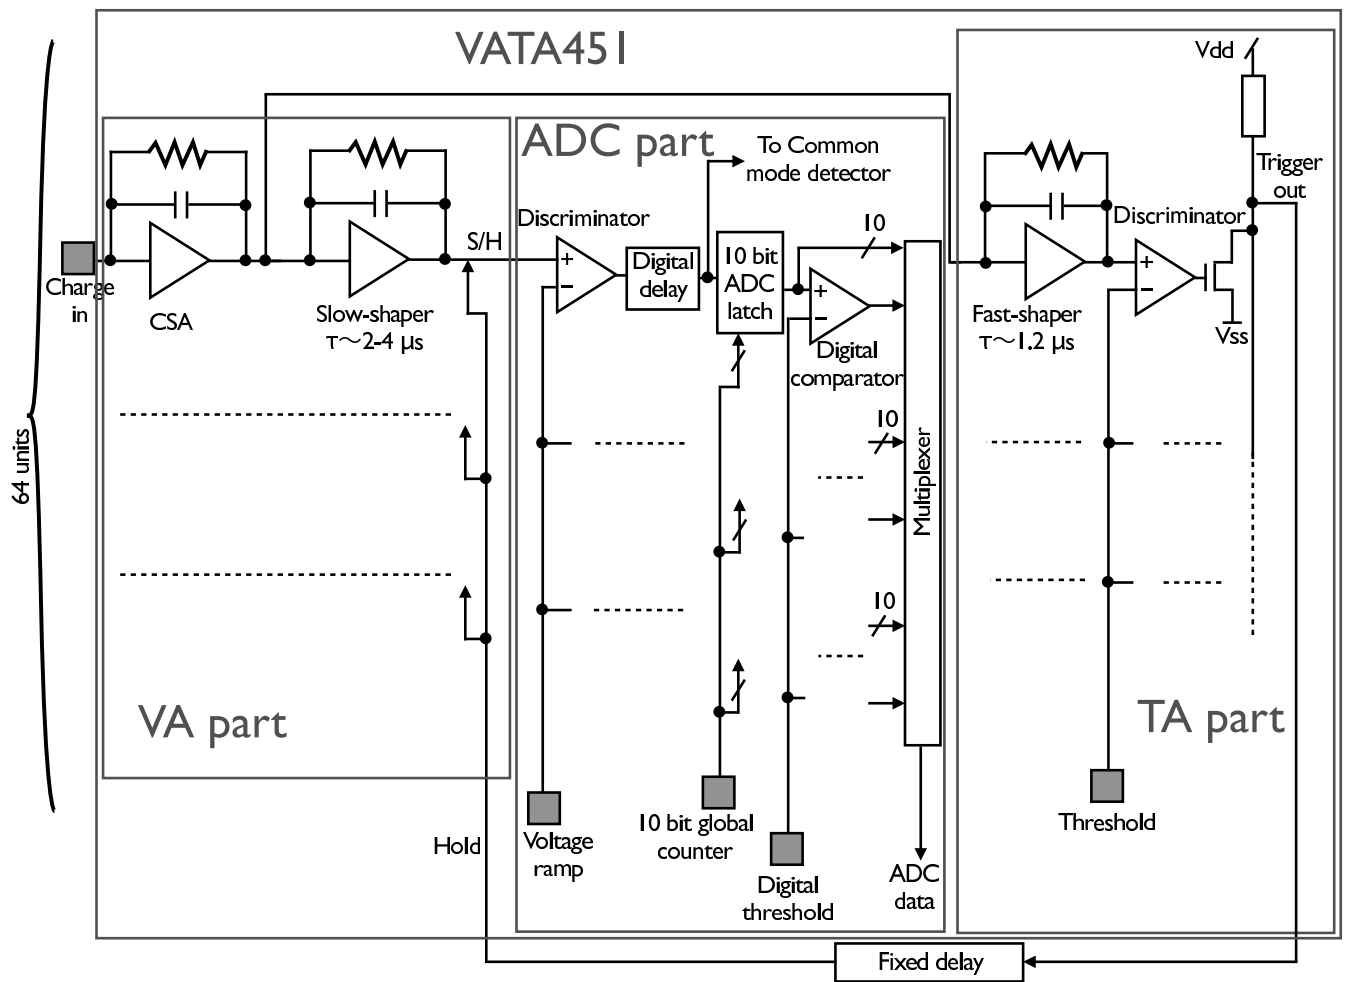 VATA451
Vdd
ADC part
To Common
mode detector
Trigger
out
10
Discriminator
Discriminator
S/H
+
−
Digital
delay
10 bit
ADC
latch
+
−
+
−
Charge
in
CSA
Slow-shaper
τ～2-4 μs
Fast-shaper
τ～1.2 μs
Vss
Digital
comparator
10
Multiplexer
64 units
10
VA part
TA part
Hold
Voltage
ramp
10 bit global
counter
Threshold
Digital
threshold
ADC
data
Fixed delay